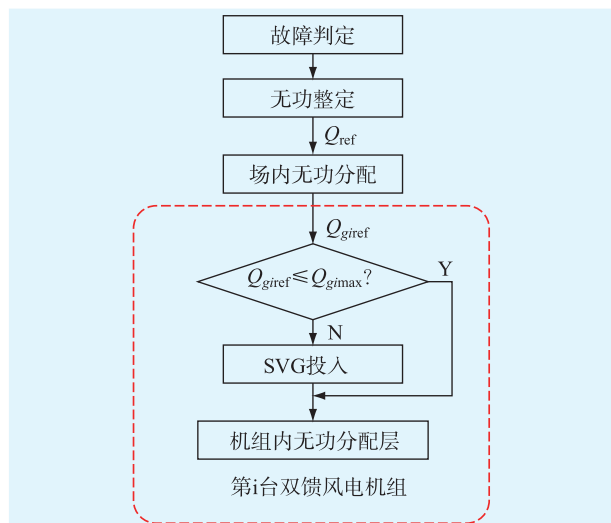 故障判定
无功整定
Qref
场内无功分配
Qgiref
Qgiref≤Qgimax?
Y
N
SVG投入
机组内无功分配层
第i台双馈风电机组